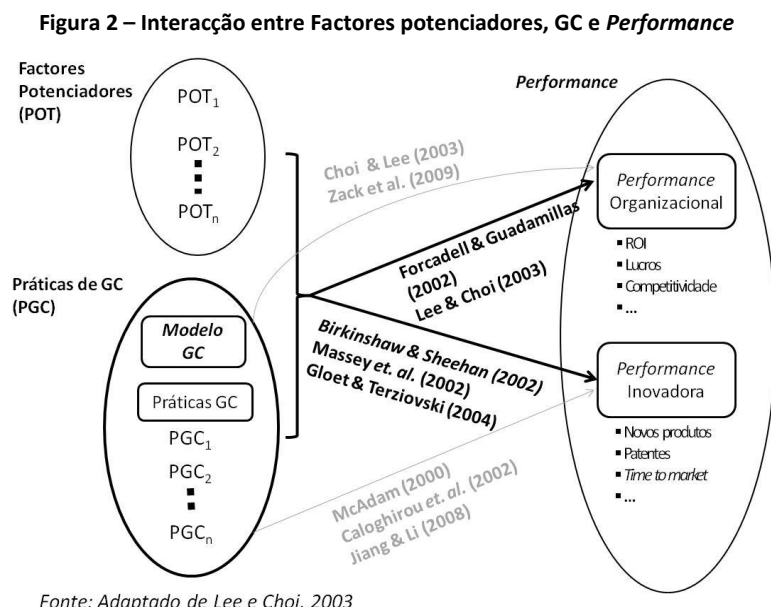 Figura 2 – Interacção entre Factores potenciadores, GC e Performance
Factores
Potenciadores
(POT)
POT1
POT2
POTn
Práticas de GC
(PGC)
Modelo
GC
Práticas GC
PGC1
PGC2
PGCn
Choi & Lee (2003)
Zack et al. (2009)
Forcadell & Guadamillas
(2002)
Lee & Choi (2003)
Birkinshaw & Sheehan (2002)
Massey et. al. (2002)
Gloet & Terziovski (2004)
McAdam (2000)
Caloghirou et. al. (2002)
Jiang & Li (2008)
Performance
Performance
Organizacional
▪ ROI
▪ Lucros
▪ Competitividade
▪ ...
Performance
Inovadora
▪ Novos produtos
▪ Patentes
▪ Time to market
▪ ...
Fonte: Adaptado de Lee e Choi, 2003